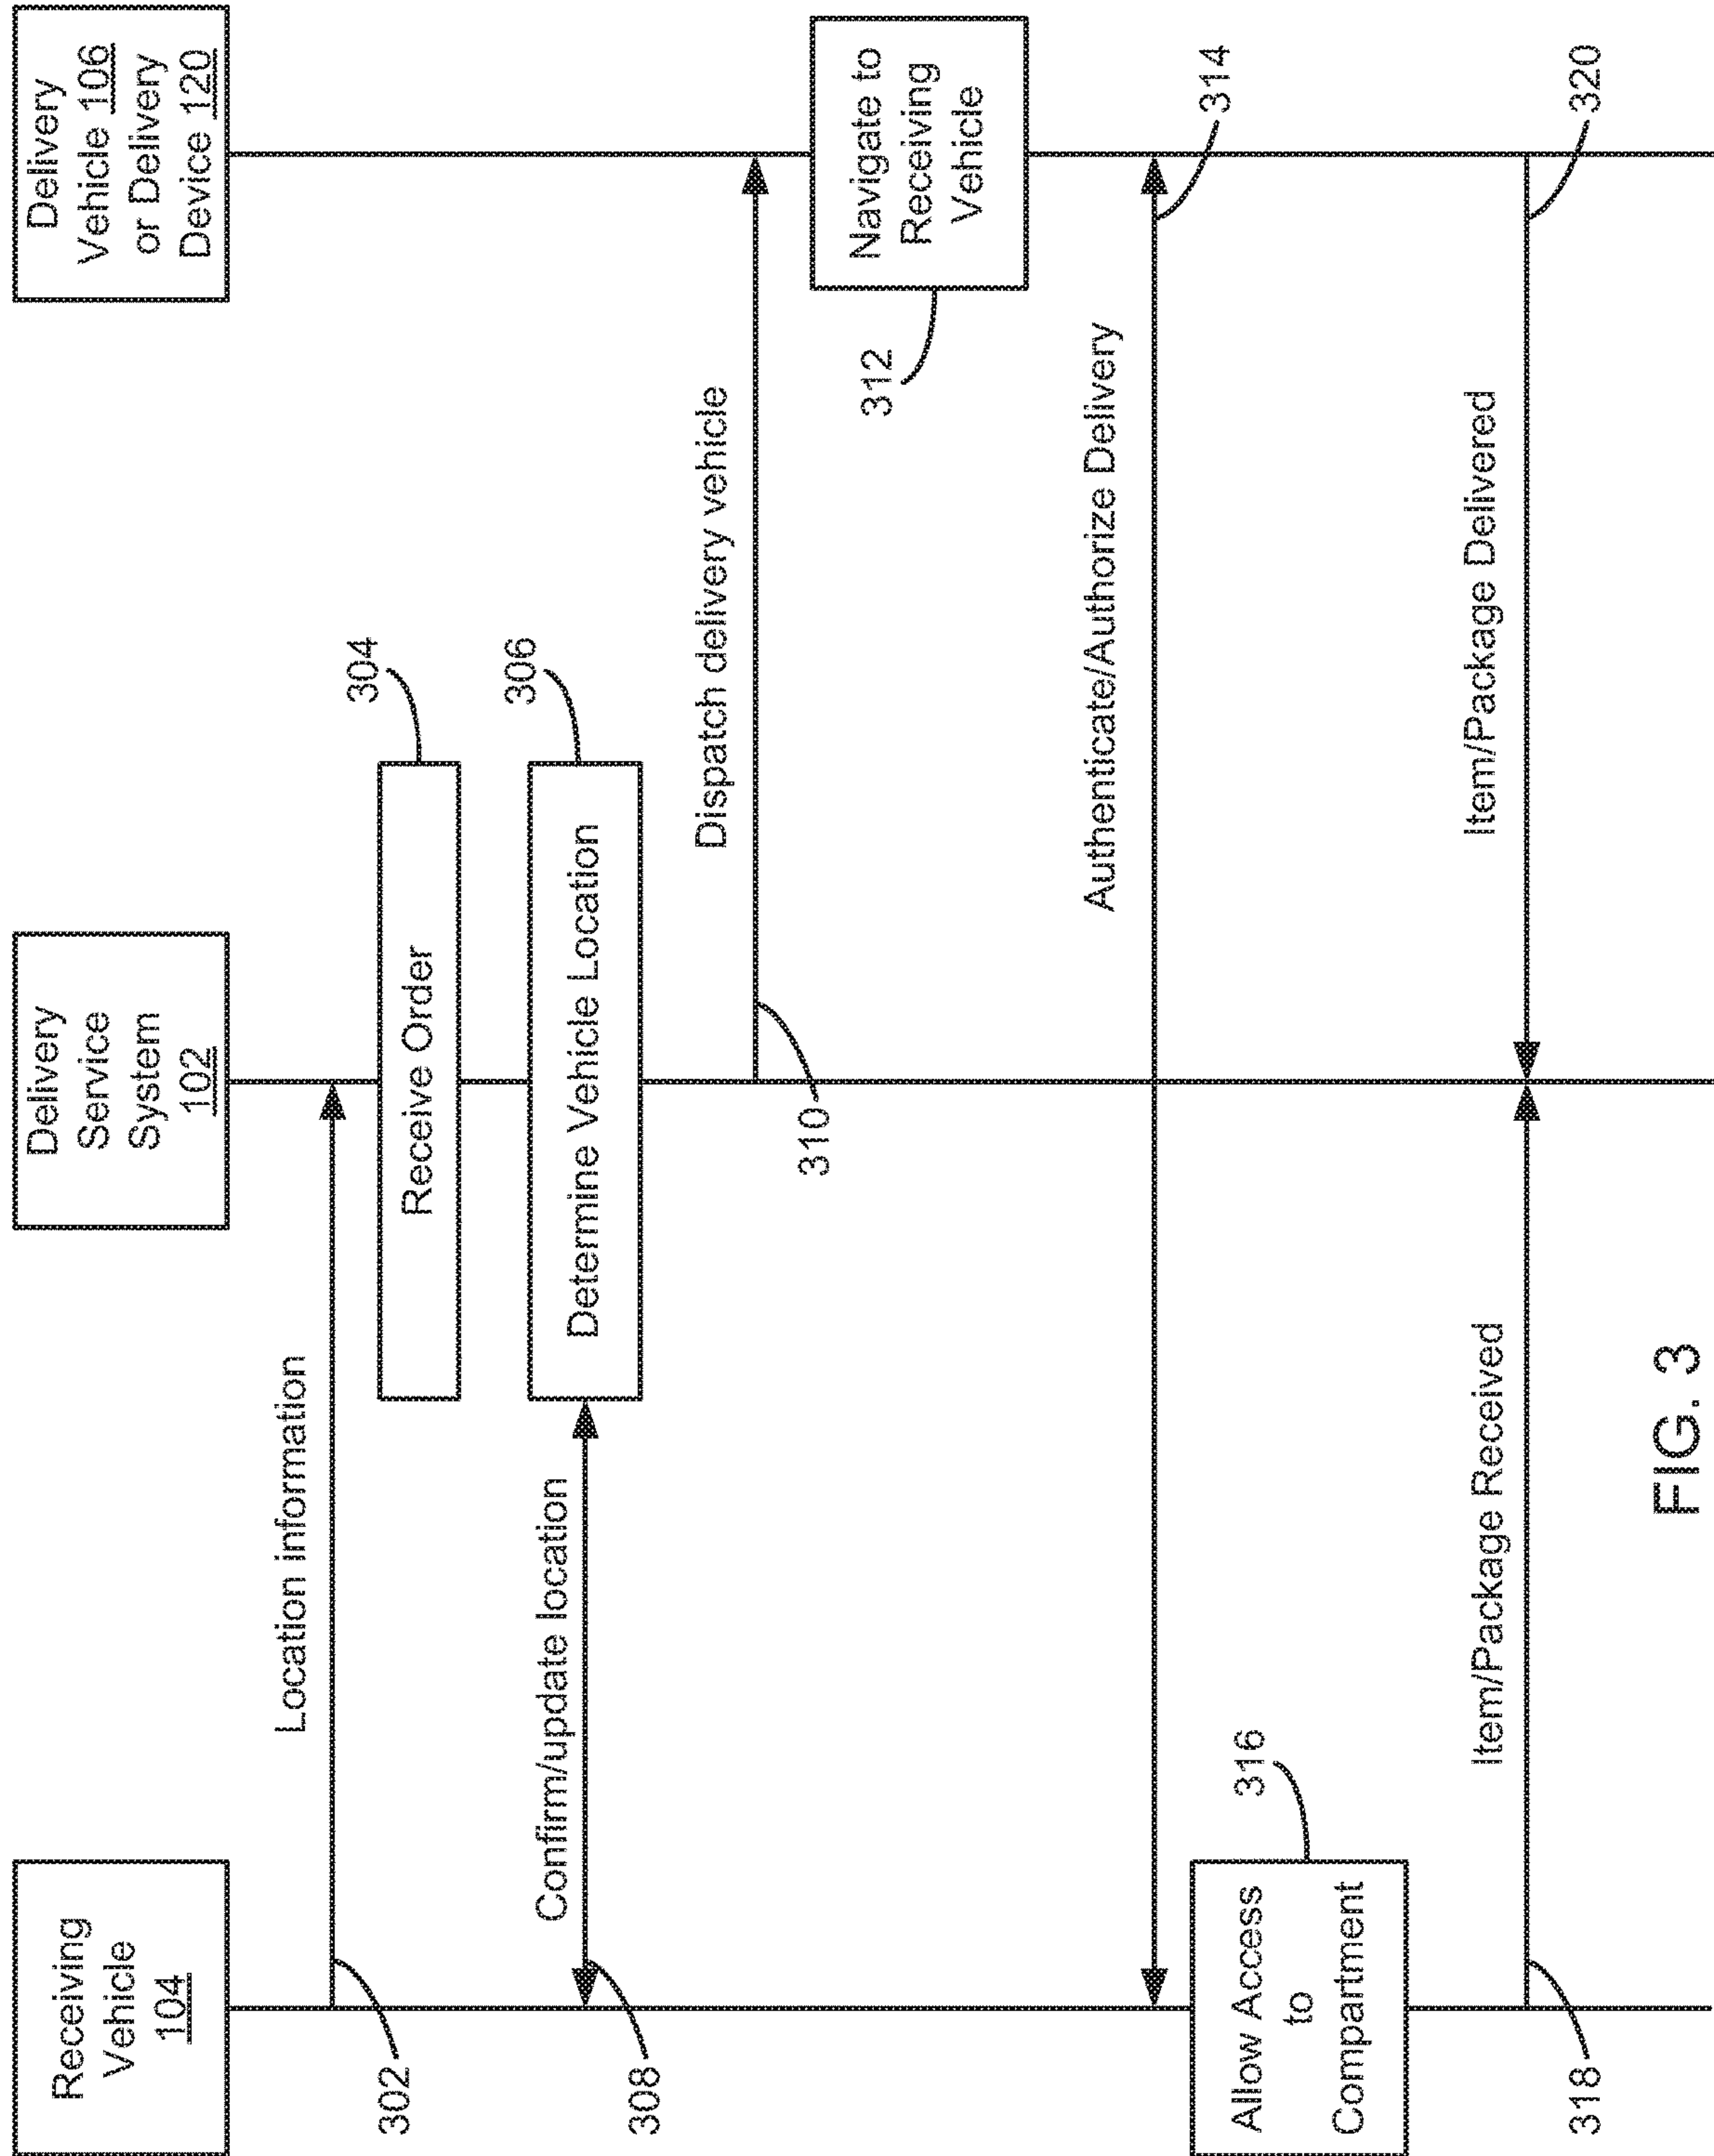 Receiving
Vehicle
104
Delivery
Service
System
102
Delivery
Vehicle 106
or Delivery
Device 120
Location information
302
Receive Order
304
Determine Vehicle Location
306
Confirm/update location
308
Dispatch delivery vehicle
310
Navigate to
Receiving
Vehicle
312
Authenticate/Authorize Delivery
314
Allow Access
to
Compartment
316
Item/Package Received
318
Item/Package Delivered
320
FIG. 3